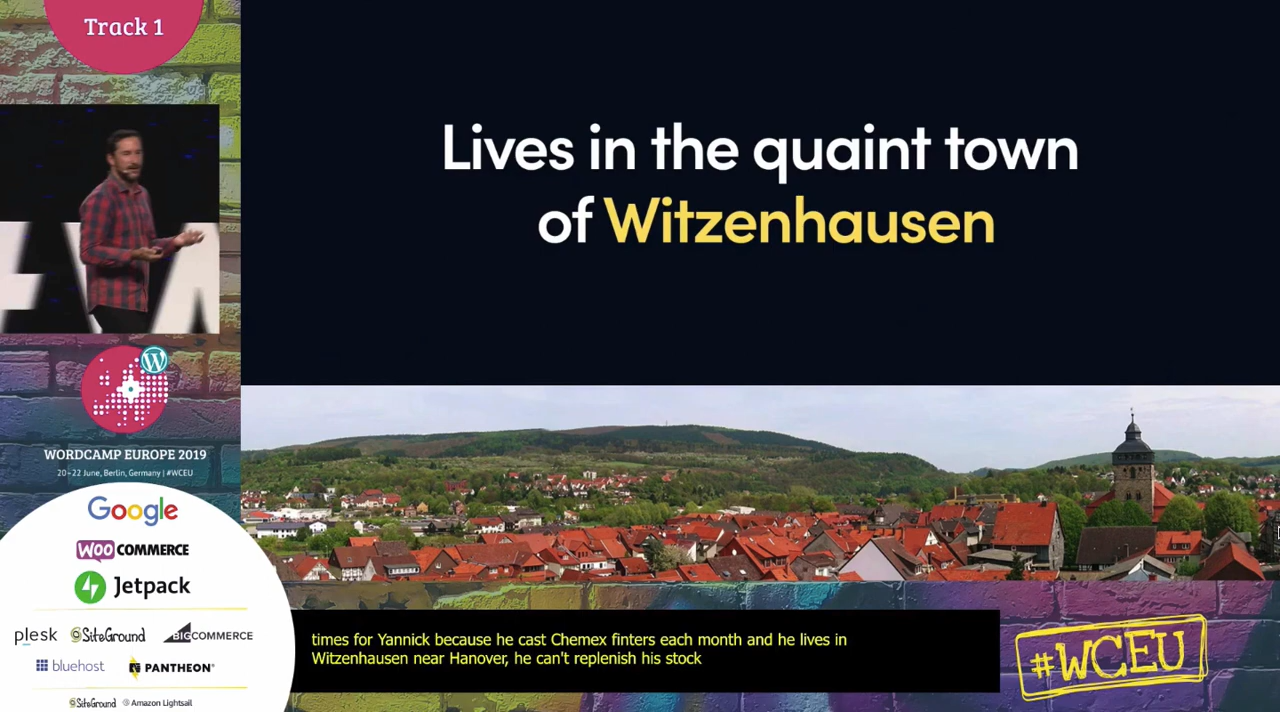 Track 1
Lives in the quaint town
of Witzenhausen
W
WORDCAMP EUROPE 2019
20–22 June, Berlin, Germany | #WCEU
Google
WOO COMMERCE
Jetpack
plesk SiteGround BIGCOMMERCE
bluehost PANTHEON®
SiteGround Amazon Lightsail
times for Yannick because he cast Chemex finters each month and he lives in
Witzenhausen near Hanover, he can't replenish his stock
#WCEU